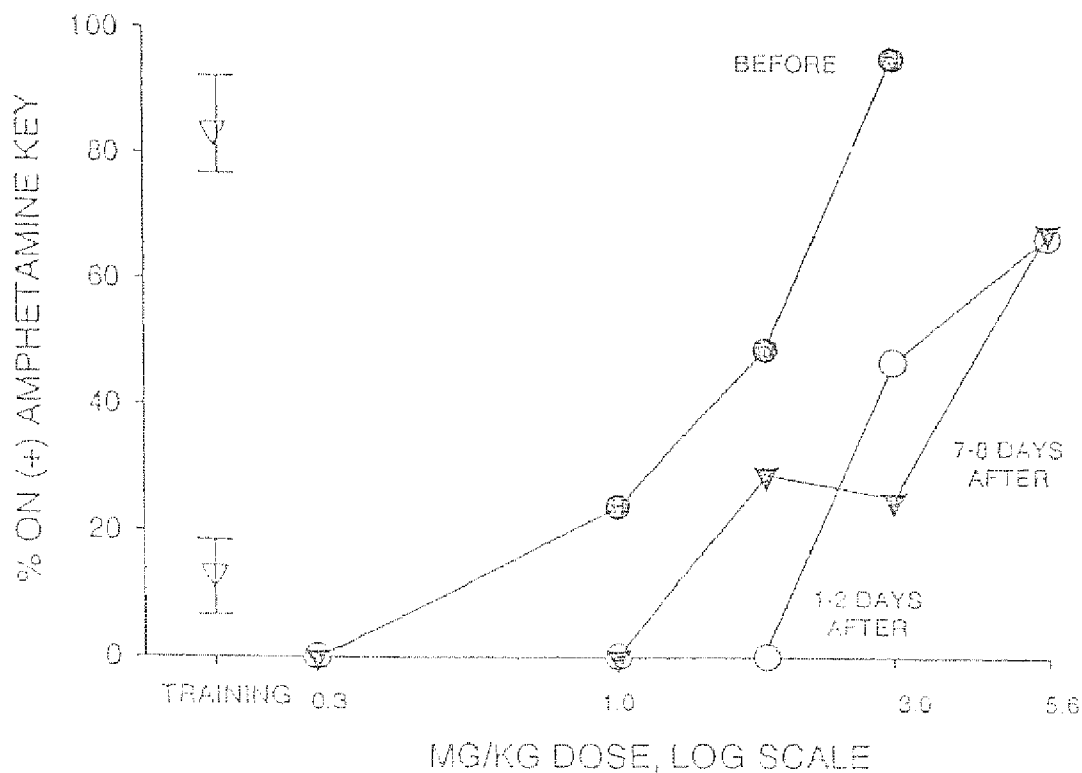 % ON (+) AMPHETAMINE KEY
100
80
60
40
20
0
BEFORE
7-8 DAYS
AFTER
1-2 DAYS
AFTER
TRAINING 0.3 1.0 3.0 5.6
MG/KG DOSE, LOG SCALE